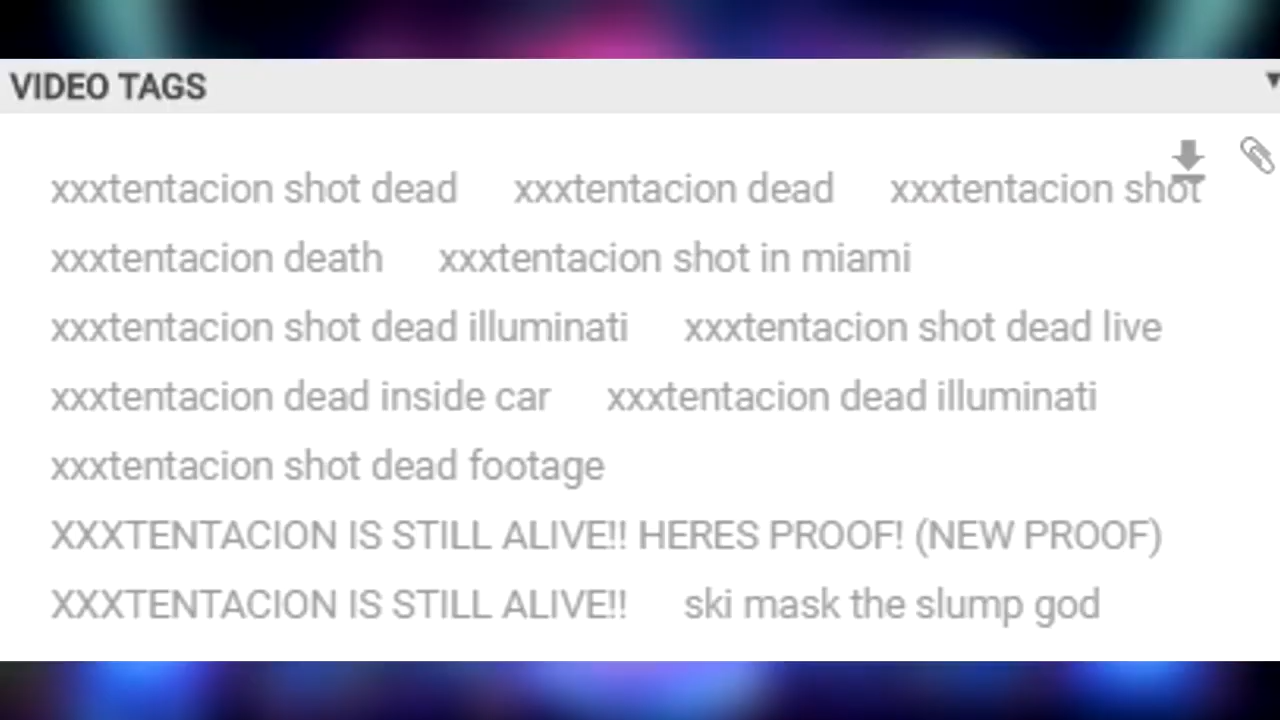 VIDEO TAGS
xxxtentacion shot dead xxxtentacion dead xxxtentacion shot
xxxtentacion death xxxtentacion shot in miami
xxxtentacion shot dead illuminati xxxtentacion shot dead live
xxxtentacion dead inside car xxxtentacion dead illuminati
xxxtentacion shot dead footage
XXXTENTACION IS STILL ALIVE!! HERES PROOF! (NEW PROOF)
XXXTENTACION IS STILL ALIVE!! ski mask the slump god